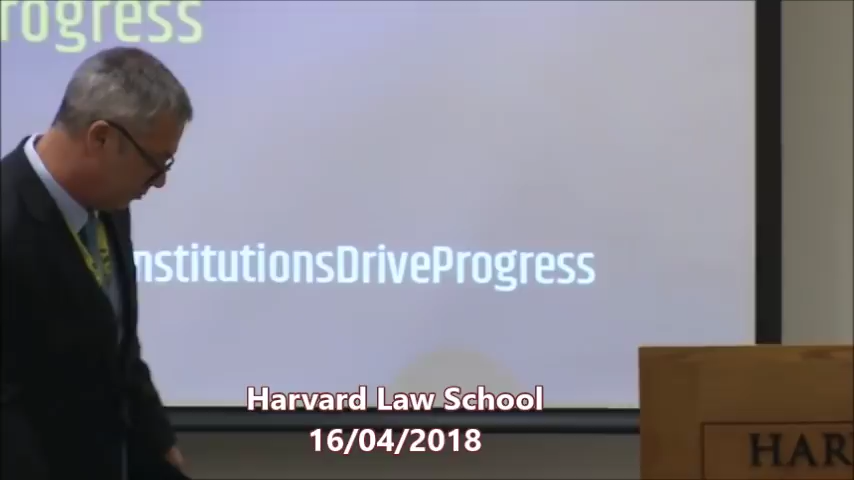 rogress
nstitutionsDriveProgress
Harvard Law School
16/04/2018
HAR